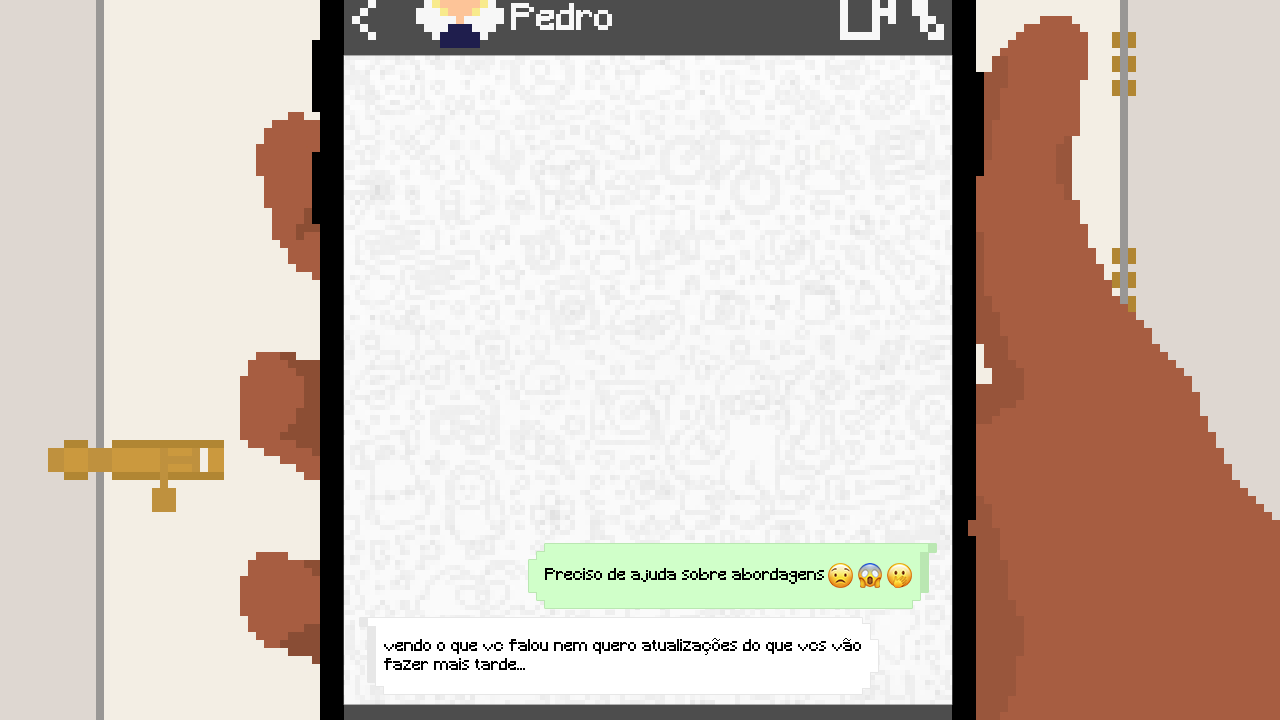 Pedro
Preciso de ajuda sobre abordagens😟😱🤭
vendo o que vc falou nem quero atualizações do que vcs vão
fazer mais tarde...